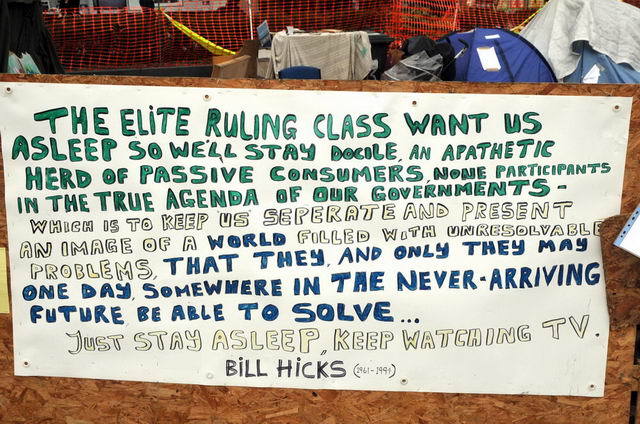 THE ELITE RULING CLASS WANT US
ASLEEP SO WE'LL STAY DOCILE, AN APATHETIC
HERD OF PASSIVE CONSUMERS, NONE PARTICIPANTS
IN THE TRUE AGENDA OF OUR GOVERNMENTS -
WHICH IS TO KEEP US SEPERATE AND PRESENT
AN IMAGE OF A WORLD FILLED WITH UNRESOLVABLE
PROBLEMS, THAT THEY, AND ONLY THEY MAY
ONE DAY, SOMEWHERE IN THE NEVER-ARRIVING
FUTURE BE ABLE TO SOLVE...
JUST STAY ASLEEP, KEEP WATCHING TV.
BILL HICKS (1961-1994)